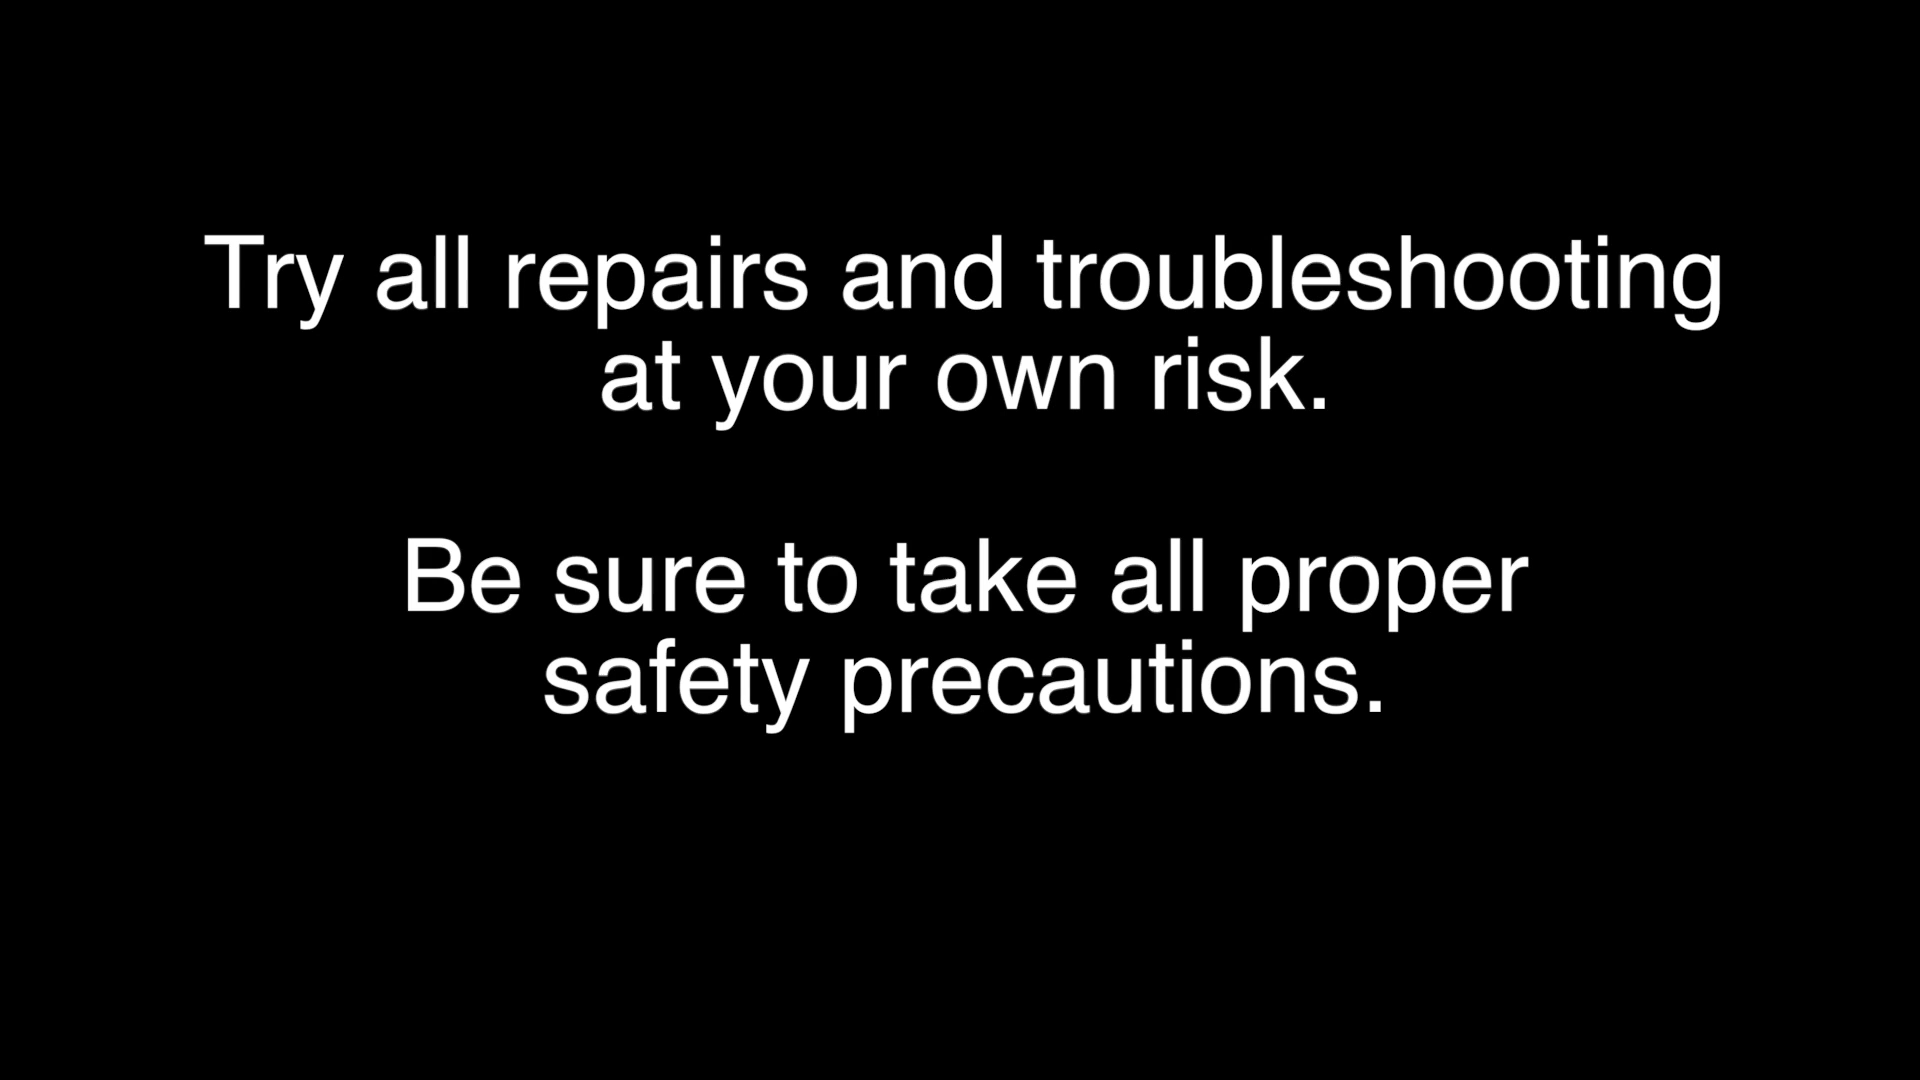 Try all repairs and troubleshooting
at your own risk.
Be sure to take all proper
safety precautions.